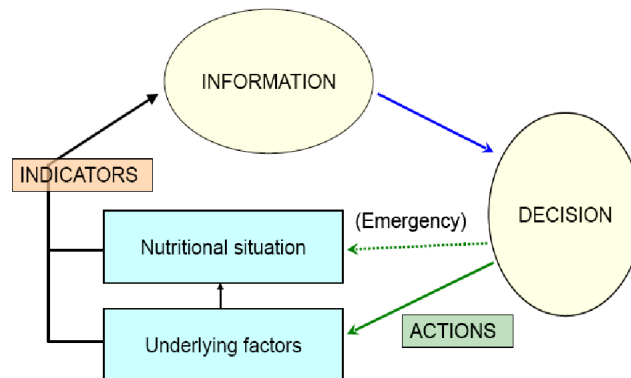 INFORMATION
INDICATORS
(Emergency)
DECISION
Nutritional situation
ACTIONS
Underlying factors